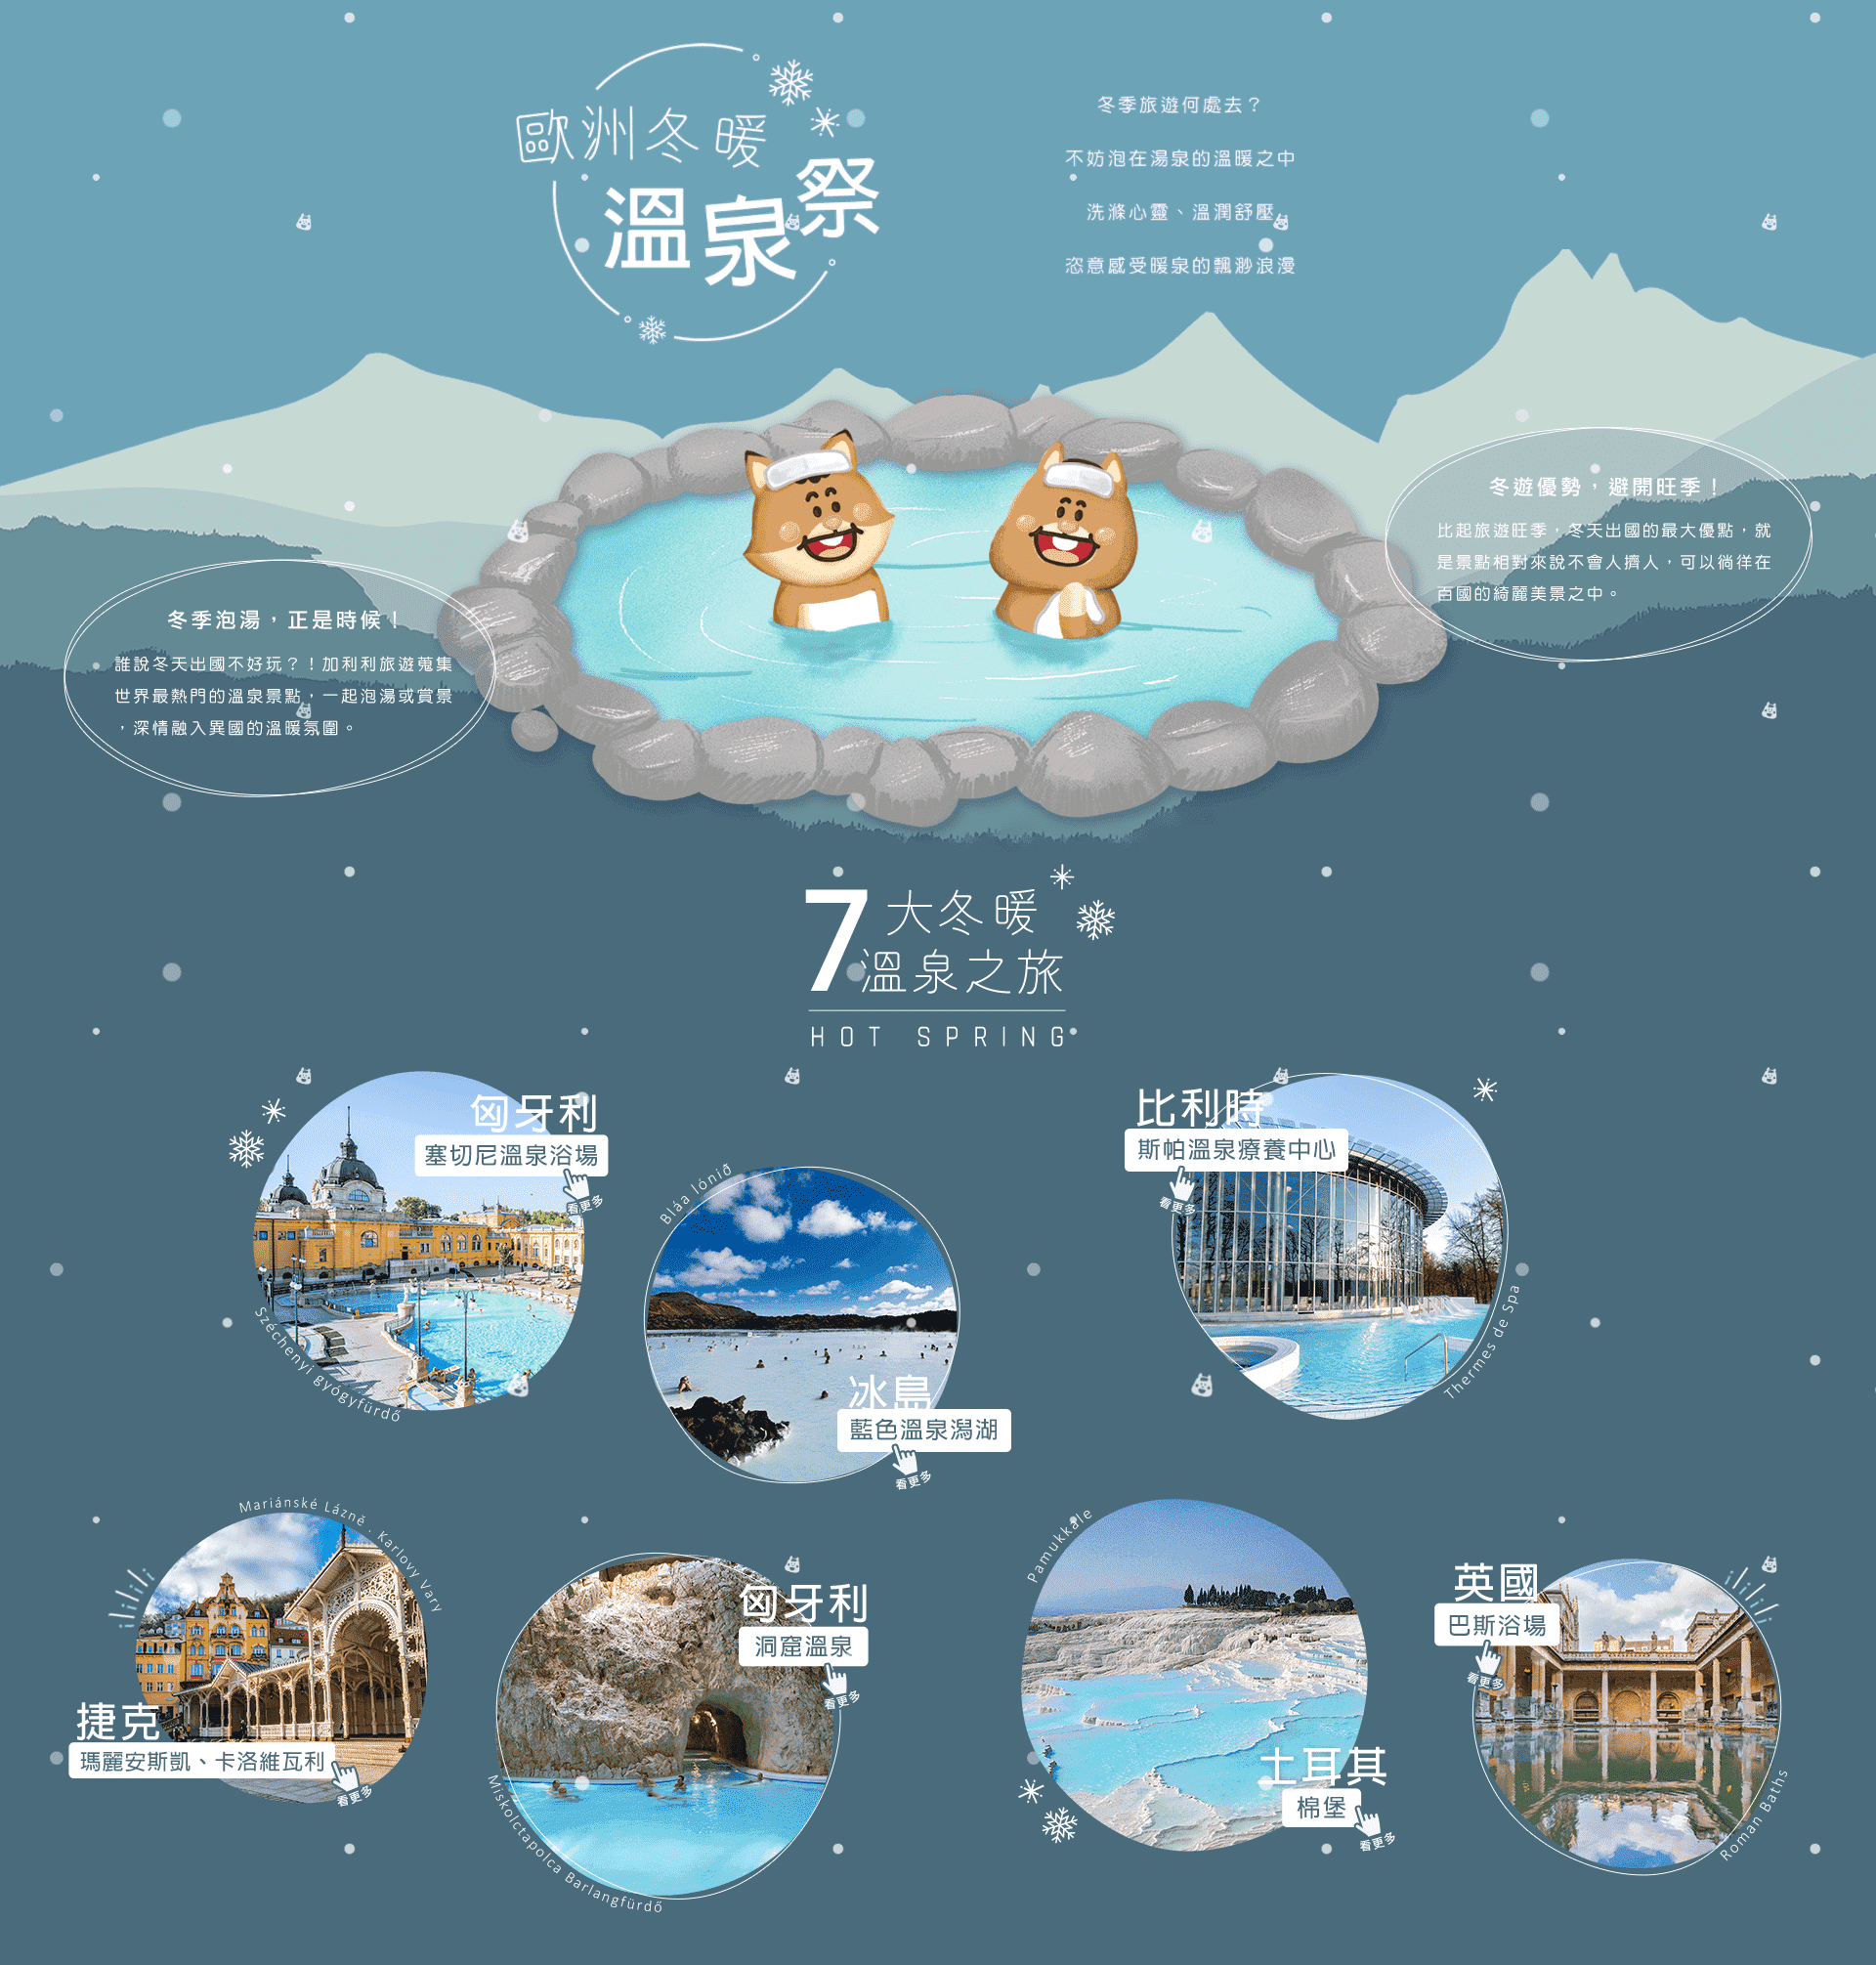 歐洲冬暖
溫泉祭
冬季旅遊何處去？
不妨泡在湯泉的溫暖之中
洗滌心靈、溫潤舒壓
恣意感受暖泉的飄渺浪漫
冬遊優勢，避開旺季！
比起旅遊旺季，冬天出國的最大優點，就
是景點相對來說不會人擠人，可以徜徉在
百國的綺麗美景之中。
冬季泡湯，正是時候！
誰說冬天出國不好玩？！加利利旅遊蒐集
世界最熱門的溫泉景點，一起泡湯或賞景
，深情融入異國的溫暖氛圍。
7大冬暖
溫泉之旅
HOT SPRING
匈牙利
塞切尼溫泉浴場
看更多
Széchenyi gyógyfürdő
Bláa lónið
冰島
藍色溫泉潟湖
看更多
比利時
斯帕溫泉療養中心
看更多
Thermes de Spa
Mariánské Lázně . Karlovy Vary
捷克
瑪麗安斯凱、卡洛維瓦利
看更多
匈牙利
洞窟溫泉
看更多
Miskolctapolca Barlangfürdő
Pamukkale
土耳其
棉堡
看更多
英國
巴斯浴場
看更多
Roman Baths